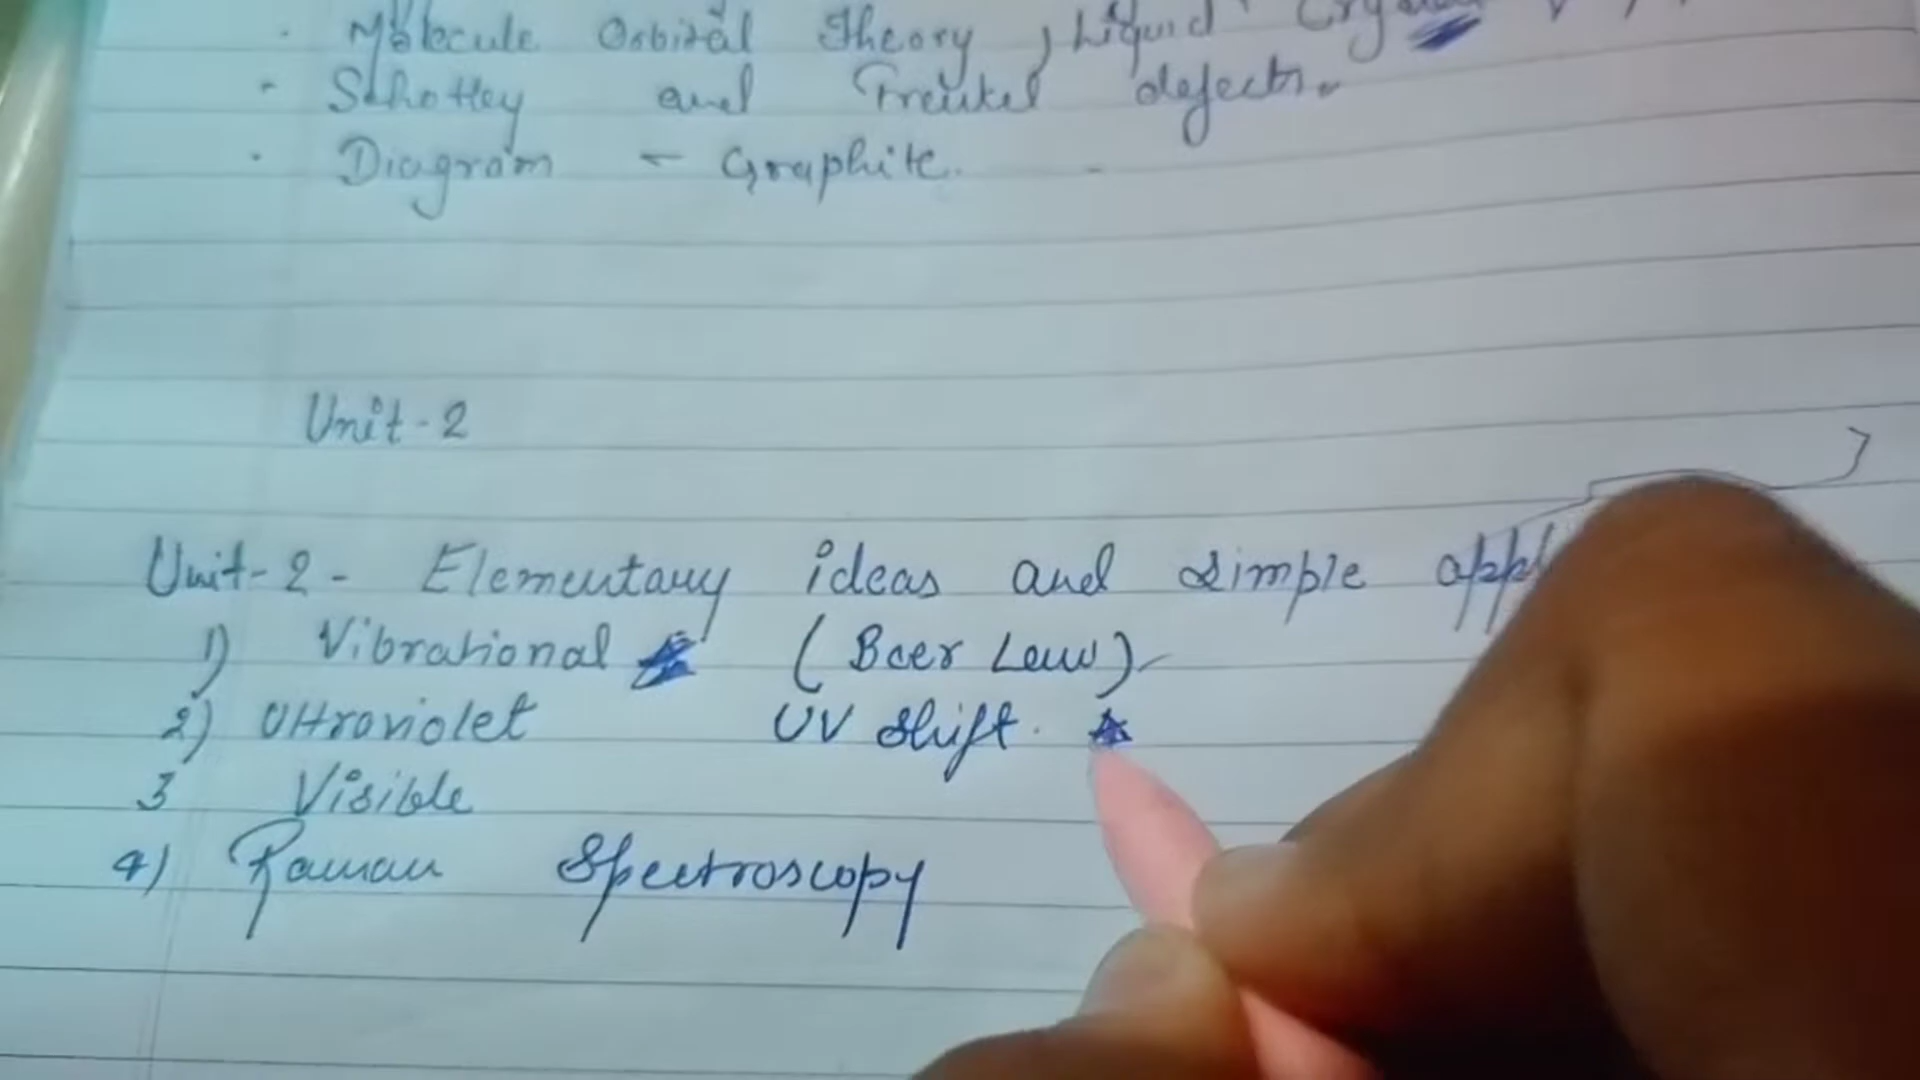 · Molecule Orbital Theory, Liquid
- Schottey and Frenkel defects.
· Diagram - Graphite.
Unit-2
Unit-2 - Elementary ideas and simple
1) Vibrational (Beer Law)
2) Ultraviolet UV shift.
3 Visible
4) Raman Spectroscopy